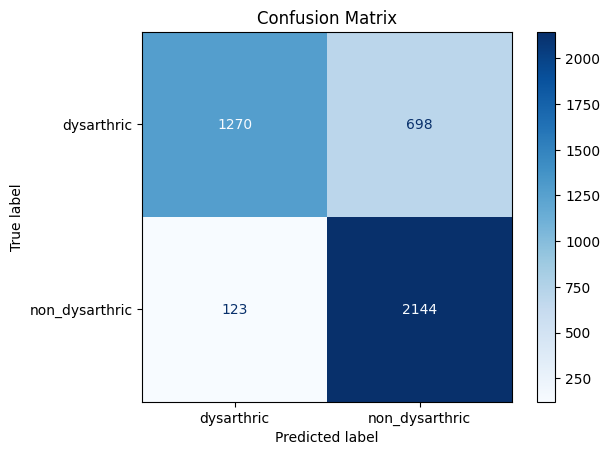 Confusion Matrix
True label
dysarthric
1270
698
non_dysarthric
123
2144
dysarthric
non_dysarthric
Predicted label
2000
1750
1500
1250
1000
750
500
250